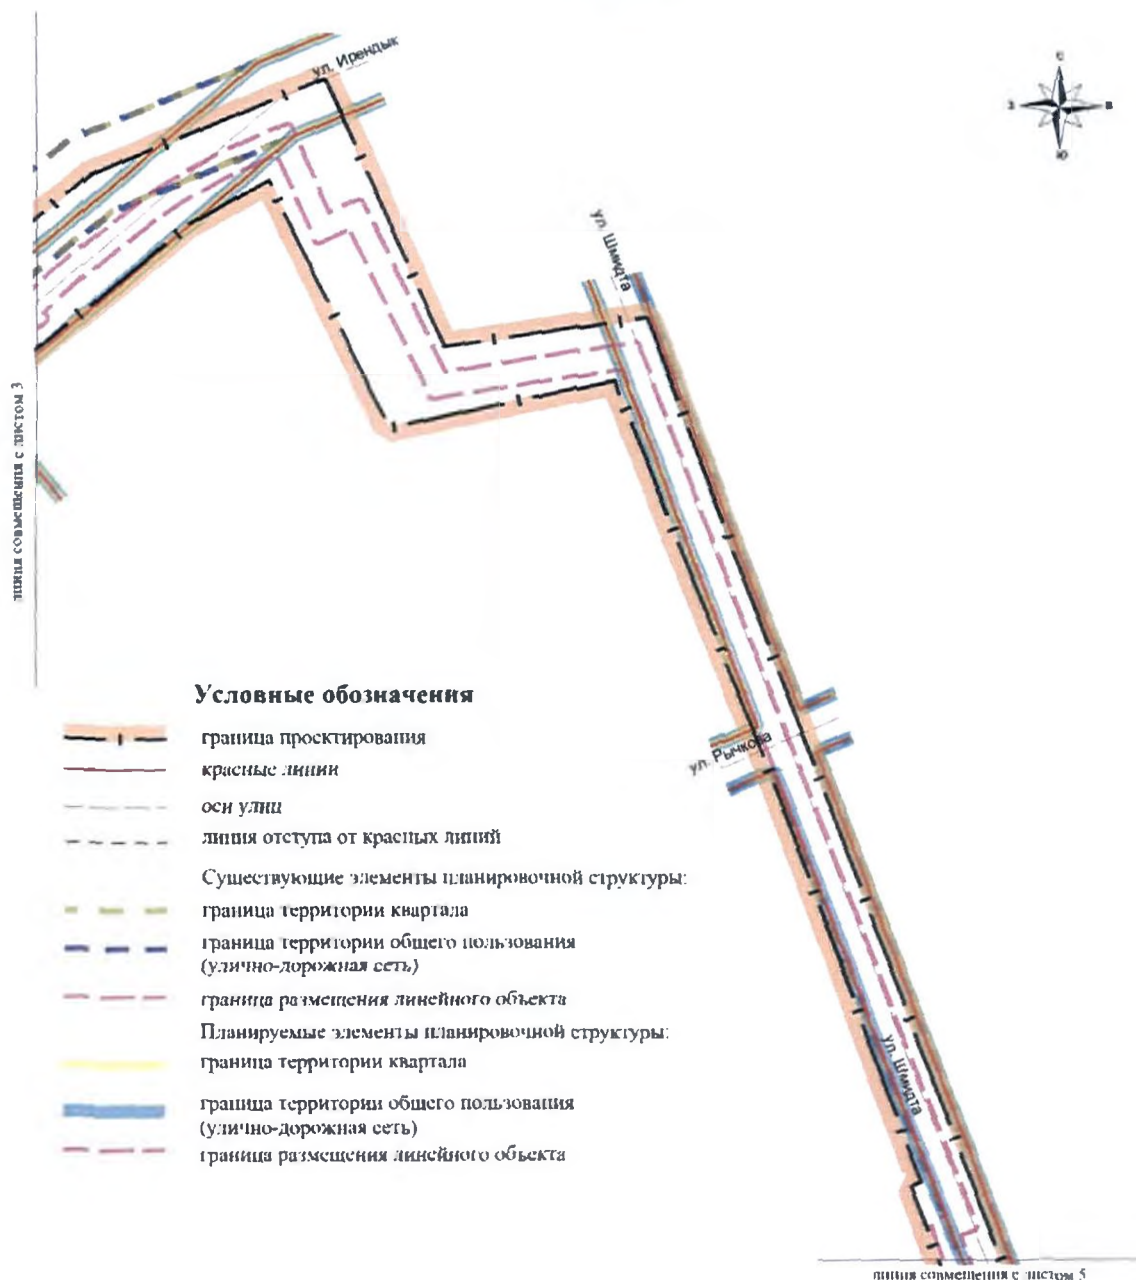 ул. Ирендык
С
З
В
Ю
ул. Шмидта
линия совмещения с листом 3
Условные обозначения
граница проектирования
красные линии
оси улиц
линия отступа от красных линий
Существующие элементы планировочной структуры:
граница территории квартала
граница территории общего пользования
(улично-дорожная сеть)
граница размещения линейного объекта
Планируемые элементы планировочной структуры:
граница территории квартала
граница территории общего пользования
(улично-дорожная сеть)
граница размещения линейного объекта
ул. Рычкова
ул. Шмидта
линия совмещения с листом 5